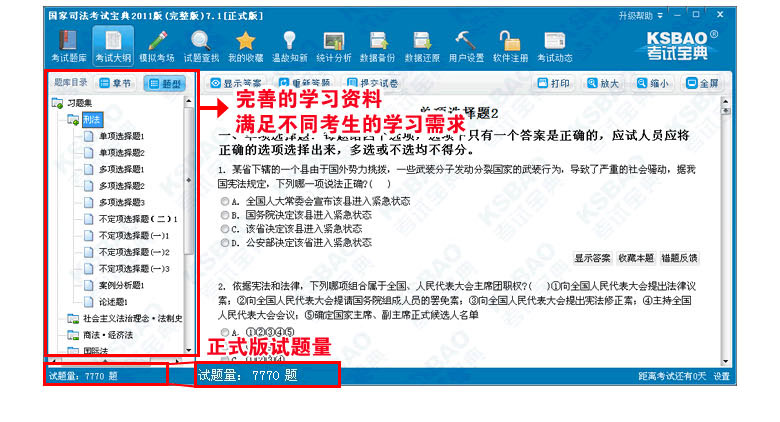 国家司法考试宝典2011版(完整版)7.1[正式版]
升级帮助
考试题库 考试大纲 模拟考场 试题查找 我的收藏 温故知新 统计分析 数据备份 数据还原 用户设置 软件注册 考试动态
KSBAO®
考试宝典
题库目录 章节 题型
显示答案 重新答题 提交试卷 打印 放大 缩小 全屏
习题集
刑法
单项选择题1
单项选择题2
多项选择题1
多项选择题2
多项选择题3
不定项选择题(二)1
不定项选择题(一)1
不定项选择题(一)2
不定项选择题(一)3
案例分析题1
论述题1
社会主义法治理念·法制史
商法·经济法
国际法
完善的学习资料
满足不同考生的学习需求
单项选择题2
一、单项选择题：每题给四个选项，选项中只有一个答案是正确的，应试人员应将
正确的选项选择出来，多选或不选均不得分。
1. 某省下辖的一个县由于国外势力挑拨，一些武装分子发动分裂国家的武装行为，导致了严重的社会骚动，据我
国宪法规定，下列哪一项说法正确?( )
A. 全国人大常委会宣布该县进入紧急状态
B. 国务院决定该县进入紧急状态
C. 该省决定该县进入紧急状态
D. 公安部决定该省进入紧急状态
显示答案 收藏本题 错题反馈
2. 依据宪法和法律，下列哪项组合属于全国、人民代表大会主席团职权?( )①向全国人民代表大会提出法律议
案；②向全国人民代表大会提请国务院组成人员的罢免案；③向全国人民代表大会提出宪法修正案；④主持全国
人民代表大会会议；⑤确定国家主席、副主席正式候选人名单
A. ①②③④⑤
正式版试题量
试题量: 7770 题
试题量: 7770 题
距离考试还有0天 设置